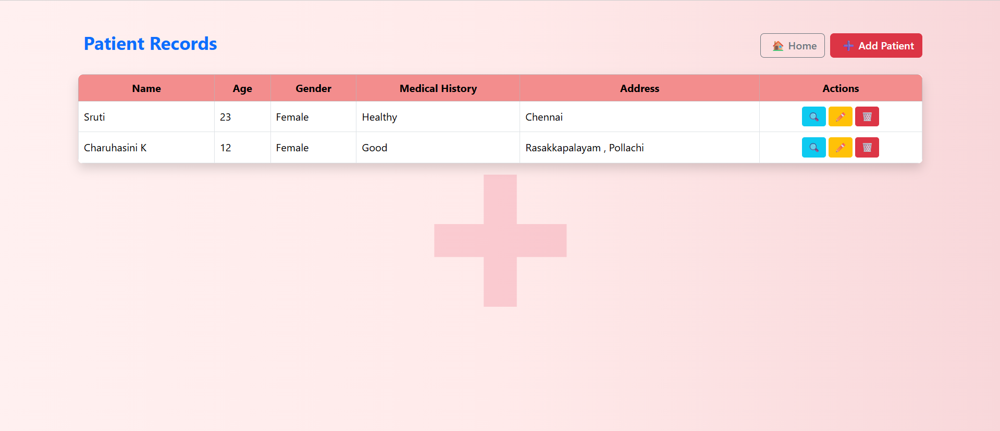 Patient Records
Home
Add Patient
Name Age Gender Medical History Address Actions
Sruti 23 Female Healthy Chennai
Charuhasini K 12 Female Good Rasakkapalayam , Pollachi